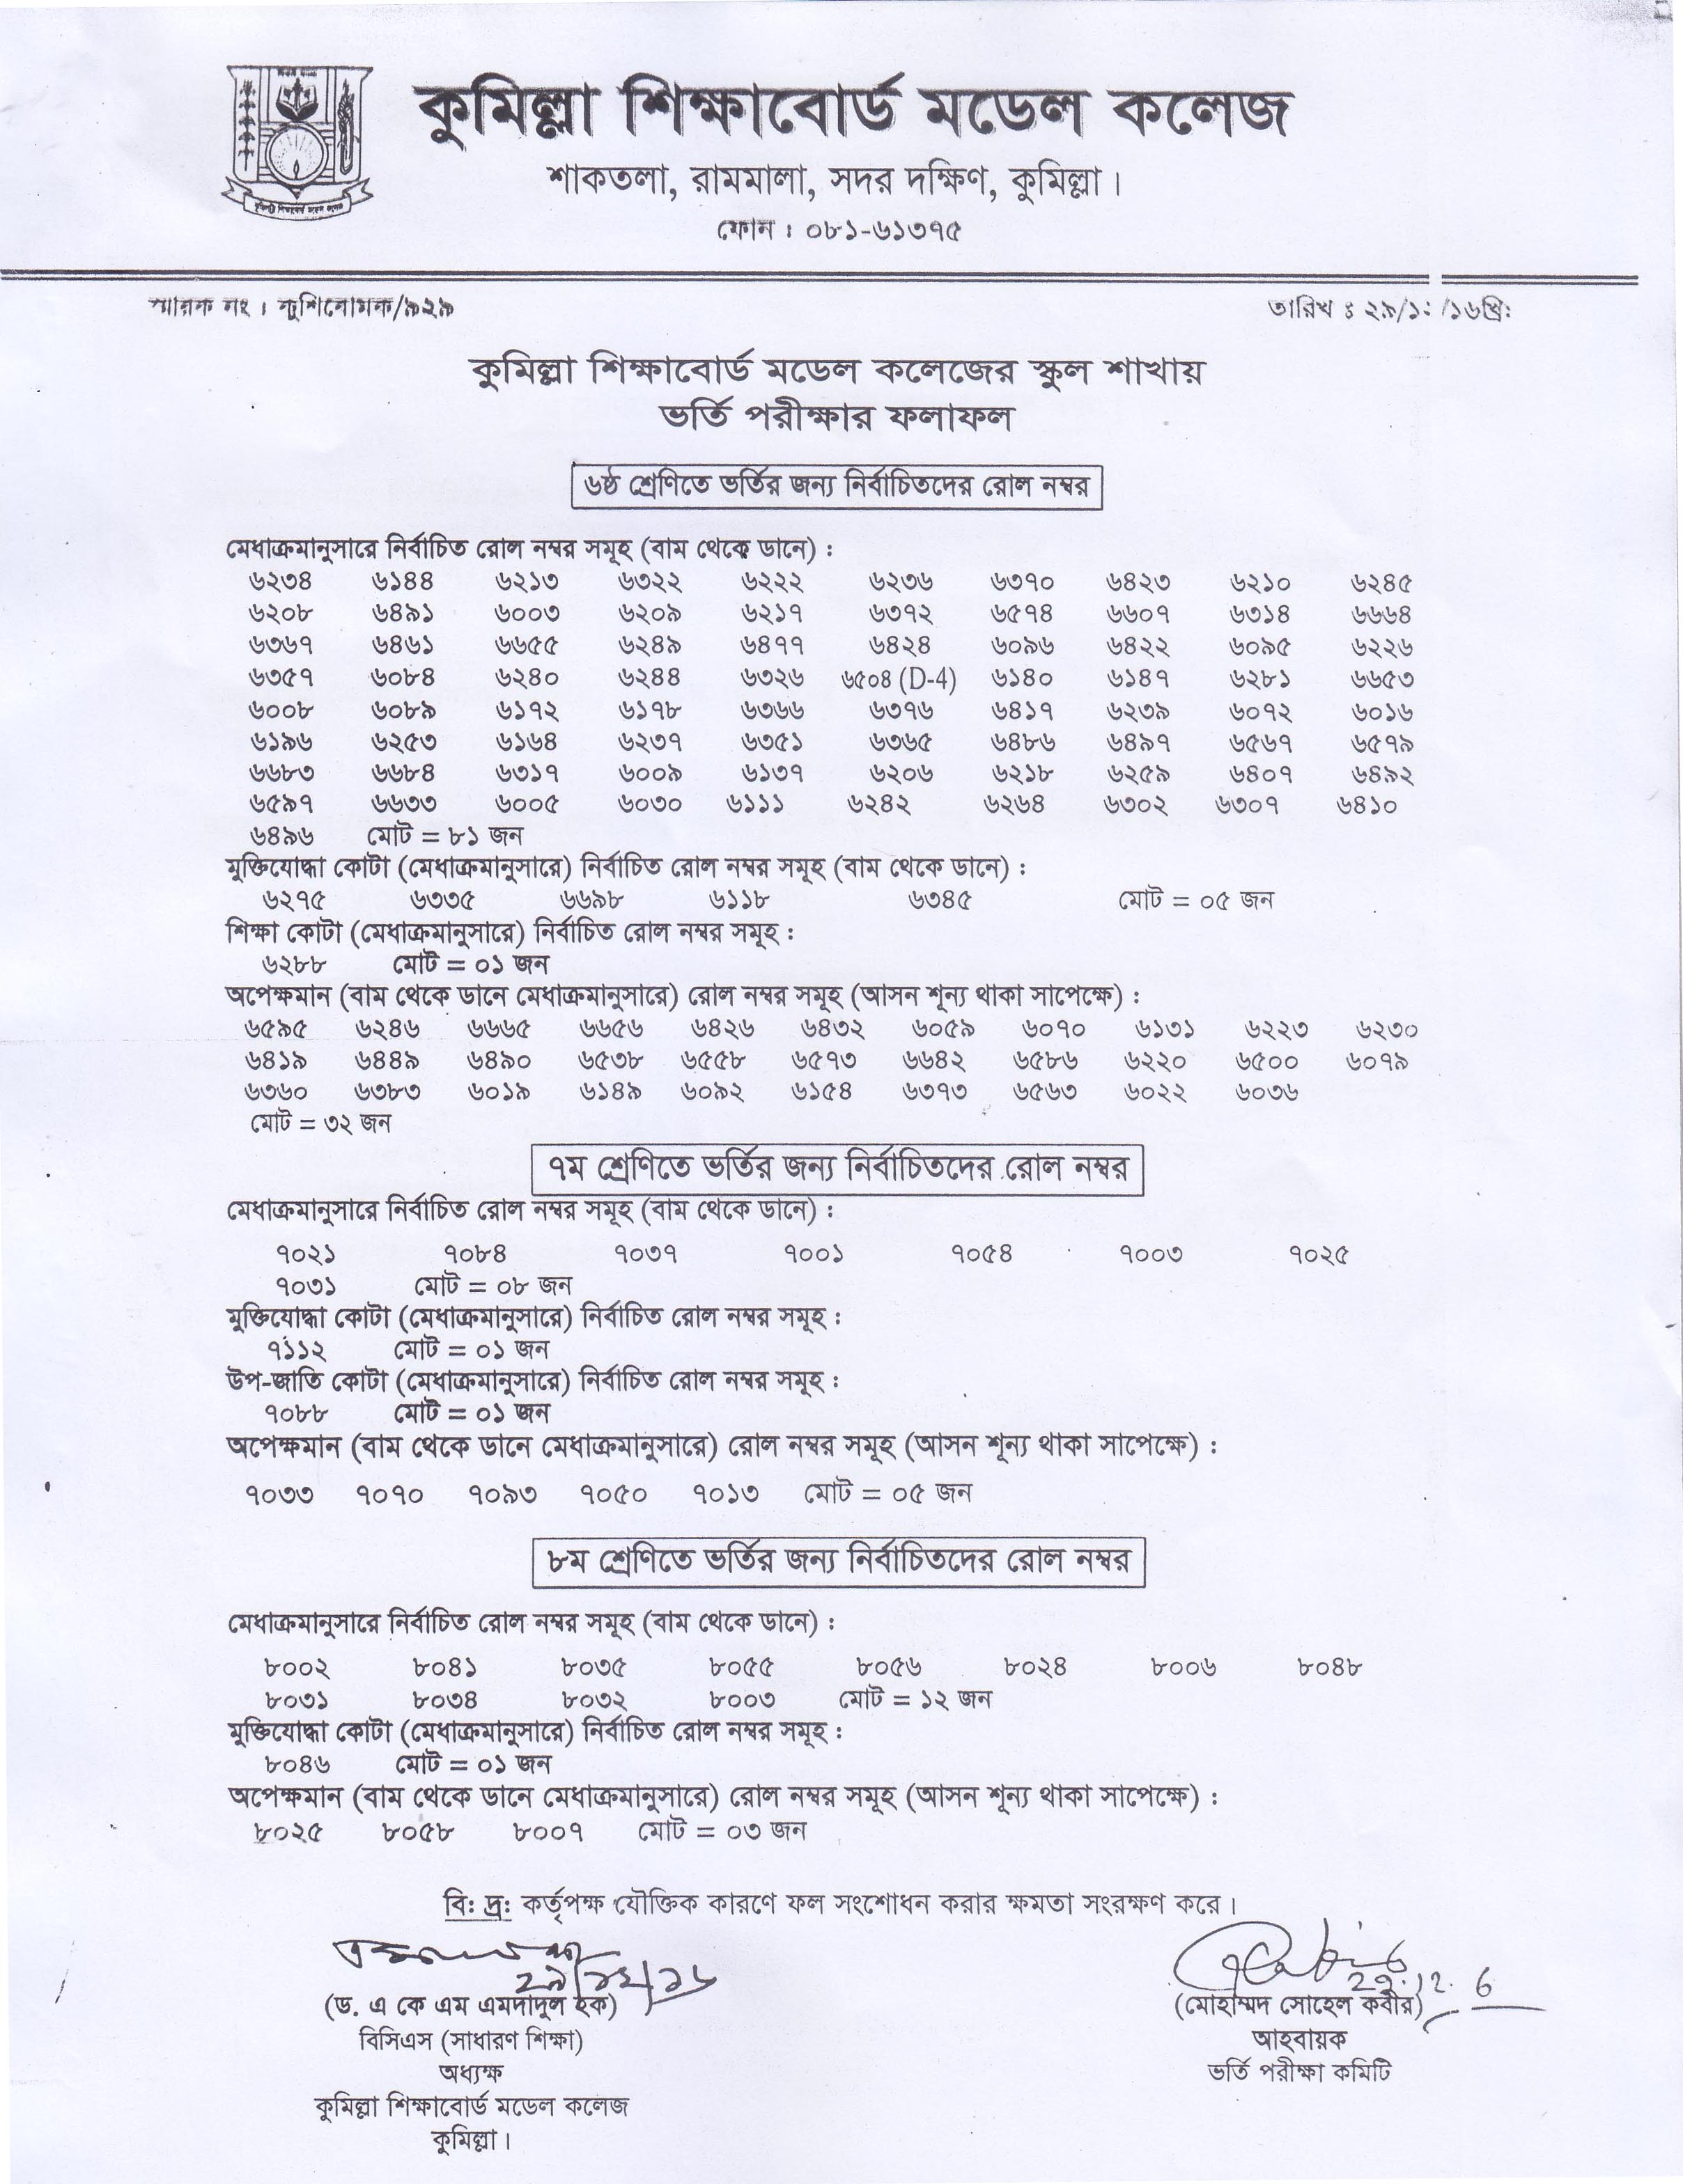 কুমিল্লা শিক্ষাবোর্ড মডেল কলেজ
শাকতলা, রামমালা, সদর দক্ষিণ, কুমিল্লা।
ফোন : ০৮১-৬১৩৭৫
স্মারক নং : কুশিবোমক/৯২৯ তারিখ ঃ ২৯/১২/১৬খ্রি:
কুমিল্লা শিক্ষাবোর্ড মডেল কলেজের স্কুল শাখায়
ভর্তি পরীক্ষার ফলাফল
৬ষ্ঠ শ্রেণিতে ভর্তির জন্য নির্বাচিতদের রোল নম্বর
মেধাক্রমানুসারে নির্বাচিত রোল নম্বর সমূহ (বাম থেকে ডানে) :
৬২৩৪ ৬১৪৪ ৬২১৩ ৬৩২২ ৬২২২ ৬২৩৬ ৬৩৭০ ৬৪২৩ ৬২১০ ৬২৪৫
৬২০৮ ৬৪৯১ ৬০০৩ ৬২০৯ ৬২১৭ ৬৩৭২ ৬৫৭৪ ৬৬০৭ ৬৩১৪ ৬৬৬৪
৬৩৬৭ ৬৪৬১ ৬৬৫৫ ৬২৪৯ ৬৪৭৭ ৬৪২৪ ৬০৯৬ ৬৪২২ ৬০৯৫ ৬২২৬
৬৩৫৭ ৬০৮৪ ৬২৪০ ৬২৪৪ ৬৩২৬ ৬৫০৪ (D-4) ৬১৪০ ৬১৪৭ ৬২৮১ ৬৬৫৩
৬০০৮ ৬০৮৯ ৬১৭২ ৬১৭৮ ৬৩৬৬ ৬৩৭৬ ৬৪১৭ ৬২৩৯ ৬০৭২ ৬০১৬
৬১৯৬ ৬২৫৩ ৬১৬৪ ৬২৩৭ ৬৩৫১ ৬৩৬৫ ৬৪৮৬ ৬৪৯৭ ৬৫৬৭ ৬৫৭৯
৬৬৮৩ ৬৬৮৪ ৬৩১৭ ৬০০৯ ৬১৩৭ ৬২০৬ ৬২১৮ ৬২৫৯ ৬৪০৭ ৬৪৯২
৬৫৯৭ ৬৬৩৩ ৬০০৫ ৬০৩০ ৬১১১ ৬২৪২ ৬২৬৪ ৬৩০২ ৬৩০৭ ৬৪১০
৬৪৯৬ মোট = ৮১ জন
মুক্তিযোদ্ধা কোটা (মেধাক্রমানুসারে) নির্বাচিত রোল নম্বর সমূহ (বাম থেকে ডানে) :
৬২৭৫ ৬৩৩৫ ৬৬৯৮ ৬১১৮ ৬৩৪৫ মোট = ০৫ জন
শিক্ষা কোটা (মেধাক্রমানুসারে) নির্বাচিত রোল নম্বর সমূহ :
৬২৮৮ মোট = ০১ জন
অপেক্ষমান (বাম থেকে ডানে মেধাক্রমানুসারে) রোল নম্বর সমূহ (আসন শূন্য থাকা সাপেক্ষে) :
৬৫৯৫ ৬২৪৬ ৬৬৬৫ ৬৬৫৬ ৬৪২৬ ৬৪৩২ ৬০৫৯ ৬০৭০ ৬১৩১ ৬২২৩ ৬২৩০
৬৪১৯ ৬৪৪৯ ৬৪৯০ ৬৫৩৮ ৬৫৫৮ ৬৫৭৩ ৬৬৪২ ৬৫৮৬ ৬২২০ ৬৫০০ ৬০৭৯
৬৩৬০ ৬৩৮৩ ৬০১৯ ৬১৪৯ ৬০৯২ ৬১৫৪ ৬৩৭৩ ৬৫৬৩ ৬০২২ ৬০৩৬
মোট = ৩২ জন
৭ম শ্রেণিতে ভর্তির জন্য নির্বাচিতদের রোল নম্বর
মেধাক্রমানুসারে নির্বাচিত রোল নম্বর সমূহ (বাম থেকে ডানে) :
৭০২১ ৭০৮৪ ৭০৩৭ ৭০০১ ৭০৫৪ ৭০০৩ ৭০২৫
৭০৩১ মোট = ০৮ জন
মুক্তিযোদ্ধা কোটা (মেধাক্রমানুসারে) নির্বাচিত রোল নম্বর সমূহ :
৭১১২ মোট = ০১ জন
উপ-জাতি কোটা (মেধাক্রমানুসারে) নির্বাচিত রোল নম্বর সমূহ :
৭০৮৮ মোট = ০১ জন
অপেক্ষমান (বাম থেকে ডানে মেধাক্রমানুসারে) রোল নম্বর সমূহ (আসন শূন্য থাকা সাপেক্ষে) :
৭০৩৩ ৭০৭০ ৭০৯৩ ৭০৫০ ৭০১৩ মোট = ০৫ জন
৮ম শ্রেণিতে ভর্তির জন্য নির্বাচিতদের রোল নম্বর
মেধাক্রমানুসারে নির্বাচিত রোল নম্বর সমূহ (বাম থেকে ডানে) :
৮০০২ ৮০৪১ ৮০৩৫ ৮০৫৫ ৮০৫৬ ৮০২৪ ৮০০৬ ৮০৪৮
৮০৩১ ৮০৩৪ ৮০৩২ ৮০০৩ মোট = ১২ জন
মুক্তিযোদ্ধা কোটা (মেধাক্রমানুসারে) নির্বাচিত রোল নম্বর সমূহ :
৮০৪৬ মোট = ০১ জন
অপেক্ষমান (বাম থেকে ডানে মেধাক্রমানুসারে) রোল নম্বর সমূহ (আসন শূন্য থাকা সাপেক্ষে) :
৮০২৫ ৮০৫৮ ৮০০৭ মোট = ০৩ জন
বি: দ্র: কর্তৃপক্ষ যৌক্তিক কারণে ফল সংশোধন করার ক্ষমতা সংরক্ষণ করে।
২৯/১২/১৬
(ড. এ কে এম এমদাদুল হক) (মোহাম্মদ সোহেল কবীর)
বিসিএস (সাধারণ শিক্ষা) আহবায়ক
অধ্যক্ষ ভর্তি পরীক্ষা কমিটি
কুমিল্লা শিক্ষাবোর্ড মডেল কলেজ
কুমিল্লা।